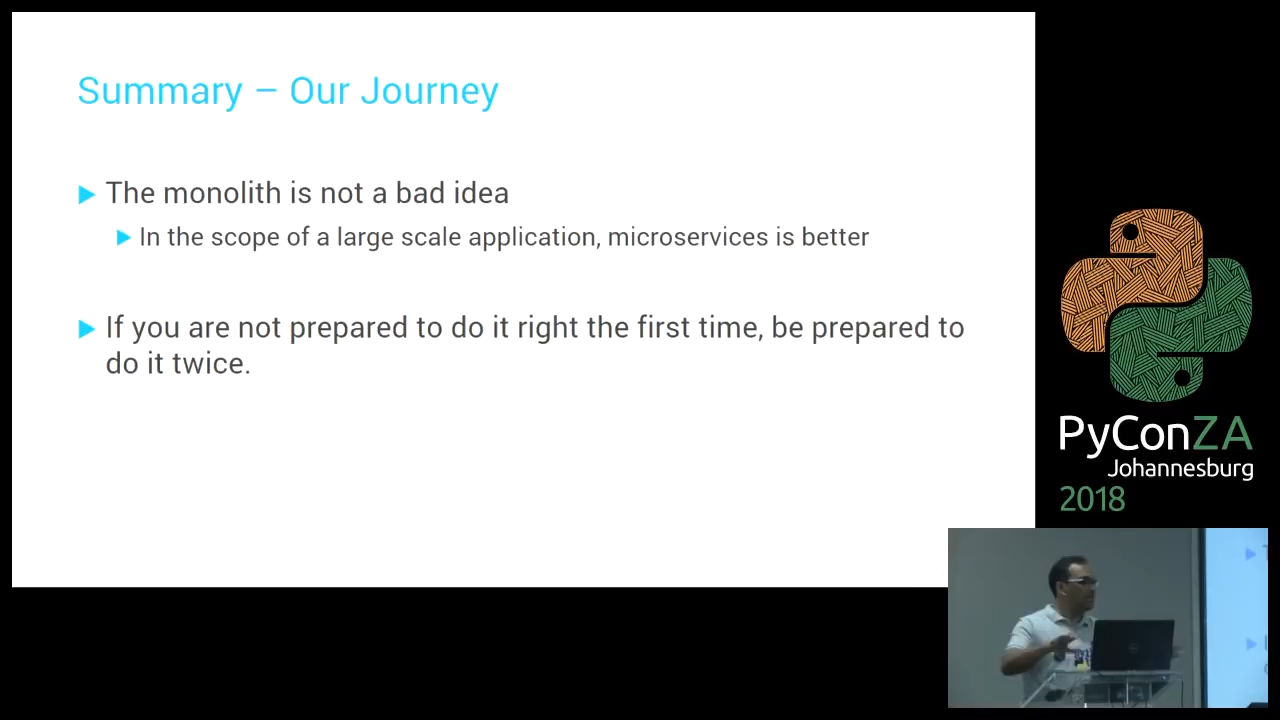 Summary – Our Journey
The monolith is not a bad idea
In the scope of a large scale application, microservices is better
If you are not prepared to do it right the first time, be prepared to
do it twice.
PyConZA
Johannesburg
2018